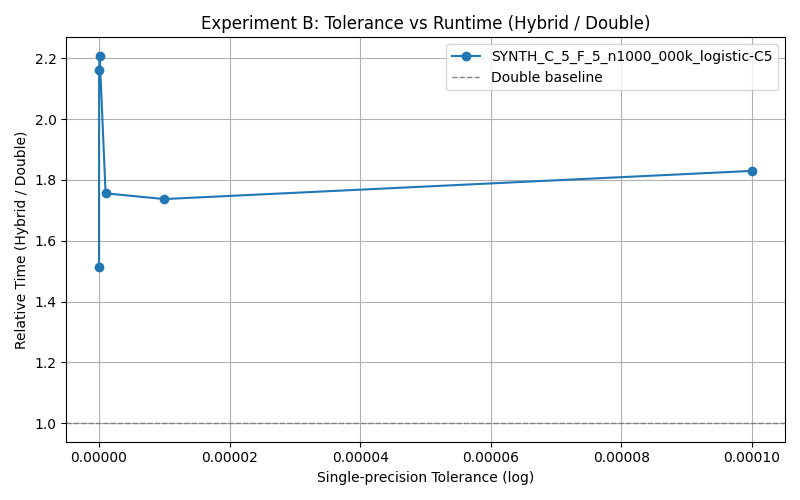 Experiment B: Tolerance vs Runtime (Hybrid / Double)
SYNTH_C_5_F_5_n1000_000k_logistic-C5
Double baseline
Relative Time (Hybrid / Double)
2.2
2.0
1.8
1.6
1.4
1.2
1.0
0.00000 0.00002 0.00004 0.00006 0.00008 0.00010
Single-precision Tolerance (log)